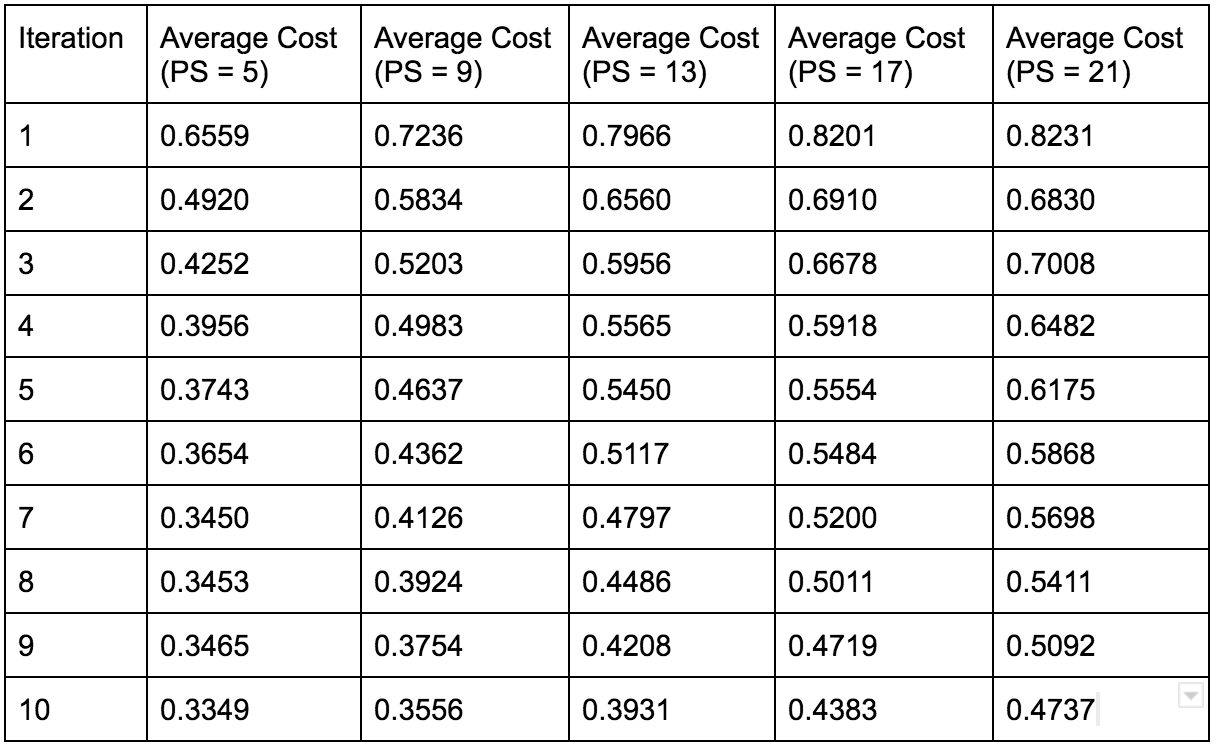 Iteration Average Cost (PS = 5) Average Cost (PS = 9) Average Cost (PS = 13) Average Cost (PS = 17) Average Cost (PS = 21)
1 0.6559 0.7236 0.7966 0.8201 0.8231
2 0.4920 0.5834 0.6560 0.6910 0.6830
3 0.4252 0.5203 0.5956 0.6678 0.7008
4 0.3956 0.4983 0.5565 0.5918 0.6482
5 0.3743 0.4637 0.5450 0.5554 0.6175
6 0.3654 0.4362 0.5117 0.5484 0.5868
7 0.3450 0.4126 0.4797 0.5200 0.5698
8 0.3453 0.3924 0.4486 0.5011 0.5411
9 0.3465 0.3754 0.4208 0.4719 0.5092
10 0.3349 0.3556 0.3931 0.4383 0.4737